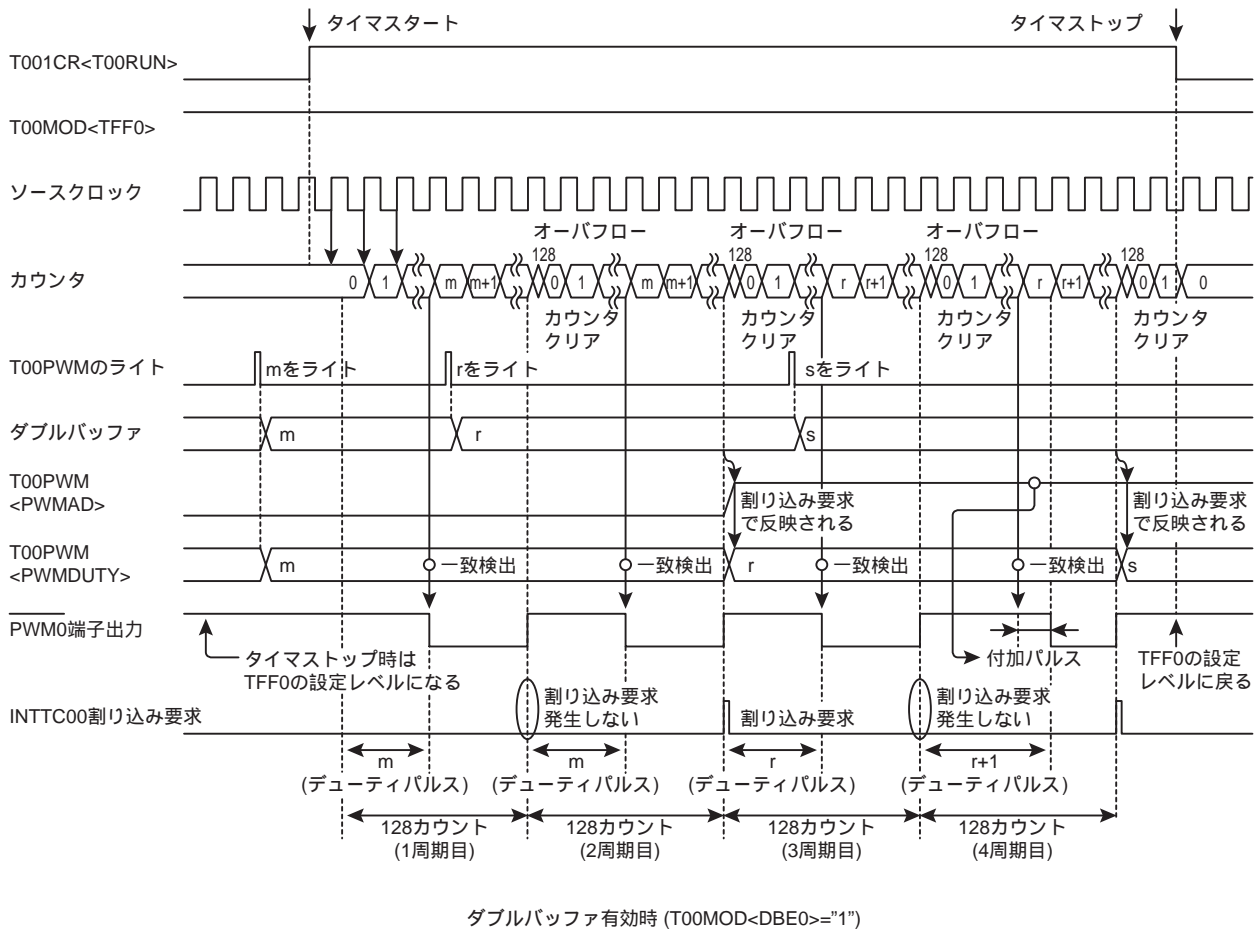 タイマスタート
タイマストップ
T001CR<T00RUN>
T00MOD<TFF0>
ソースクロック
オーバフロー
オーバフロー
オーバフロー
128
128
128
128
カウンタ
0 1 m m+1 0 1 m m+1 0 1 r r+1 0 1 r r+1 0 1 0
カウンタ
クリア
カウンタ
クリア
カウンタ
クリア
カウンタ
クリア
T00PWMのライト
mをライト
rをライト
sをライト
ダブルバッファ
m
r
s
T00PWM
<PWMAD>
割り込み要求
で反映される
割り込み要求
で反映される
T00PWM
<PWMDUTY>
m
一致検出
一致検出
r
一致検出
一致検出
s
PWM0端子出力
タイマストップ時は
TFF0の設定レベルになる
付加パルス
TFF0の設定
レベルに戻る
INTTC00割り込み要求
割り込み要求
発生しない
割り込み要求
割り込み要求
発生しない
m
(デューティパルス)
m
(デューティパルス)
r
(デューティパルス)
r+1
(デューティパルス)
128カウント
(1周期目)
128カウント
(2周期目)
128カウント
(3周期目)
128カウント
(4周期目)
ダブルバッファ有効時 (T00MOD<DBE0>="1")